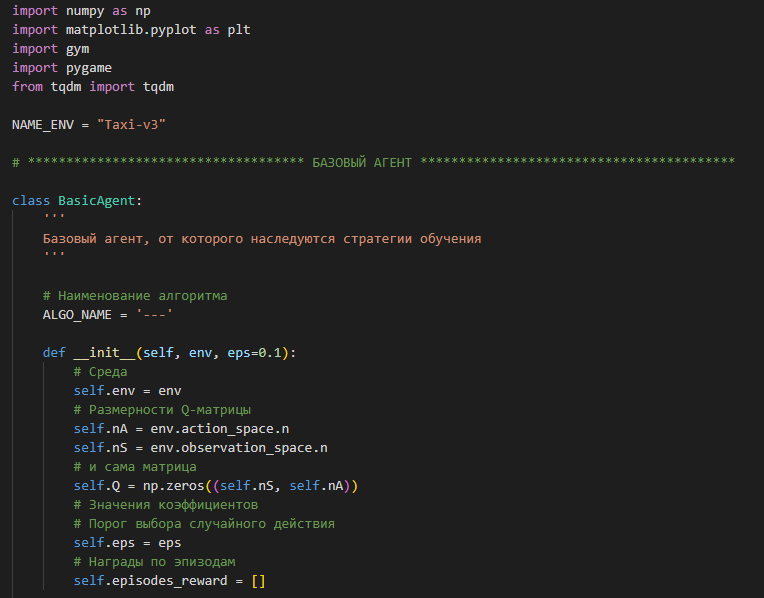 import numpy as np
import matplotlib.pyplot as plt
import gym
import pygame
from tqdm import tqdm
NAME_ENV = "Taxi-v3"
# ************************************ БАЗОВЫЙ АГЕНТ *****************************************
class BasicAgent:
'''
Базовый агент, от которого наследуются стратегии обучения
'''
# Наименование алгоритма
ALGO_NAME = '---'
def __init__(self, env, eps=0.1):
# Среда
self.env = env
# Размерности Q-матрицы
self.nA = env.action_space.n
self.nS = env.observation_space.n
# и сама матрица
self.Q = np.zeros((self.nS, self.nA))
# Значения коэффициентов
# Порог выбора случайного действия
self.eps = eps
# Награды по эпизодам
self.episodes_reward = []